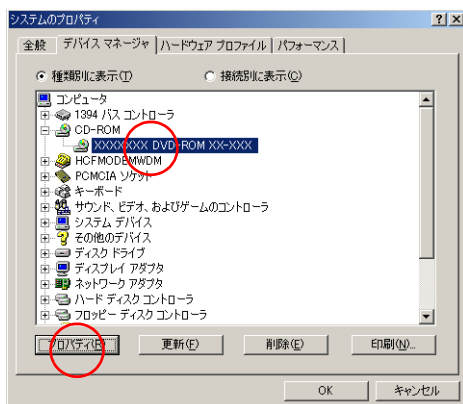 システムのプロパティ
全般 デバイス マネージャ ハードウェア プロファイル パフォーマンス
種類別に表示(T) 接続別に表示(C)
コンピュータ
1394 バス コントローラ
CD-ROM
XXXXXXXX DVD-ROM XX-XXX
HCFMODEMWDM
PCMCIA ソケット
キーボード
サウンド、ビデオ、およびゲームのコントローラ
システム デバイス
その他のデバイス
ディスク ドライブ
ディスプレイ アダプタ
ネットワーク アダプタ
ハード ディスク コントローラ
フロッピー ディスク コントローラ
プロパティ(R) 更新(F) 削除(E) 印刷(N)...
OK キャンセル